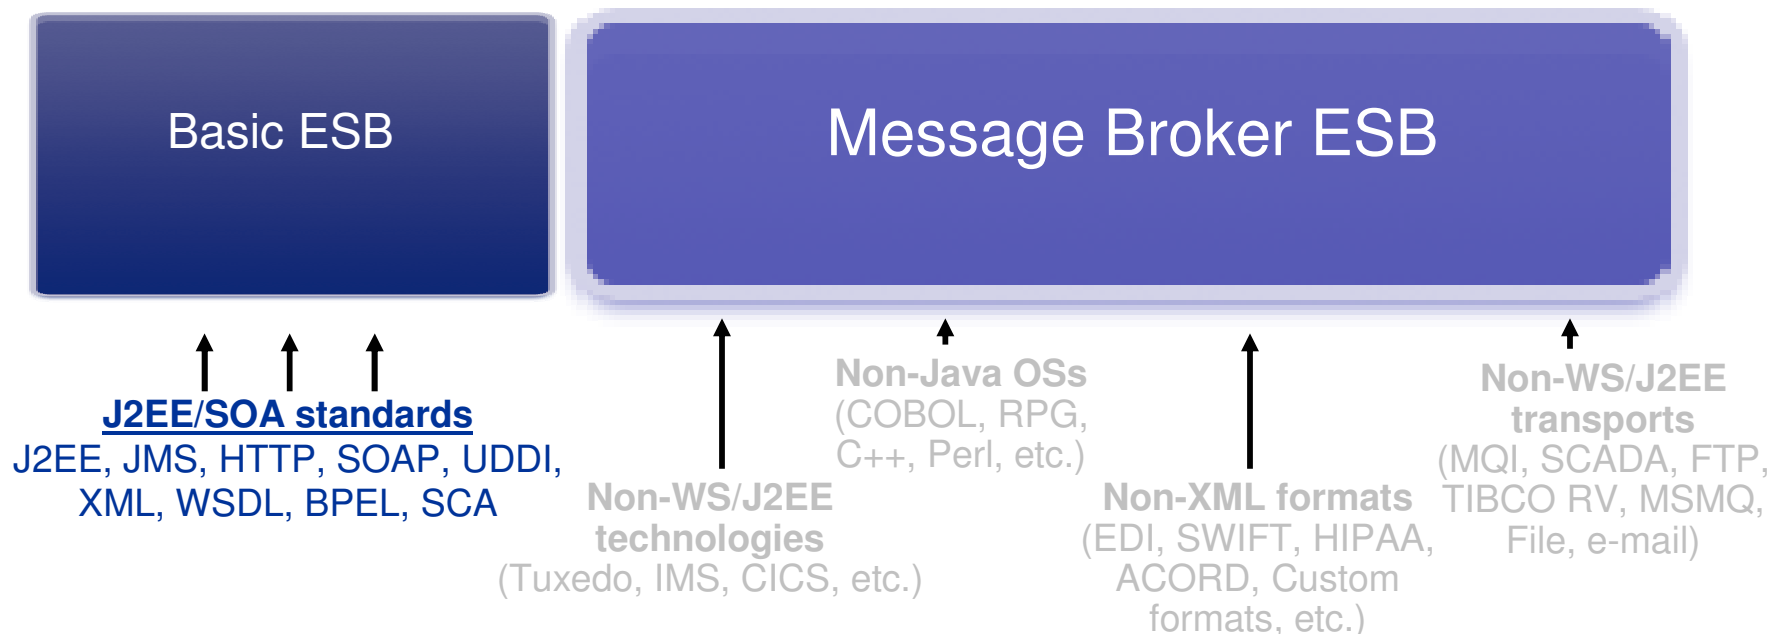 Basic ESB
Message Broker ESB
J2EE/SOA standards
J2EE, JMS, HTTP, SOAP, UDDI,
XML, WSDL, BPEL, SCA
Non-WS/J2EE
technologies
(Tuxedo, IMS, CICS, etc.)
Non-Java OSs
(COBOL, RPG,
C++, Perl, etc.)
Non-XML formats
(EDI, SWIFT, HIPAA,
ACORD, Custom
formats, etc.)
Non-WS/J2EE
transports
(MQI, SCADA, FTP,
TIBCO RV, MSMQ,
File, e-mail)